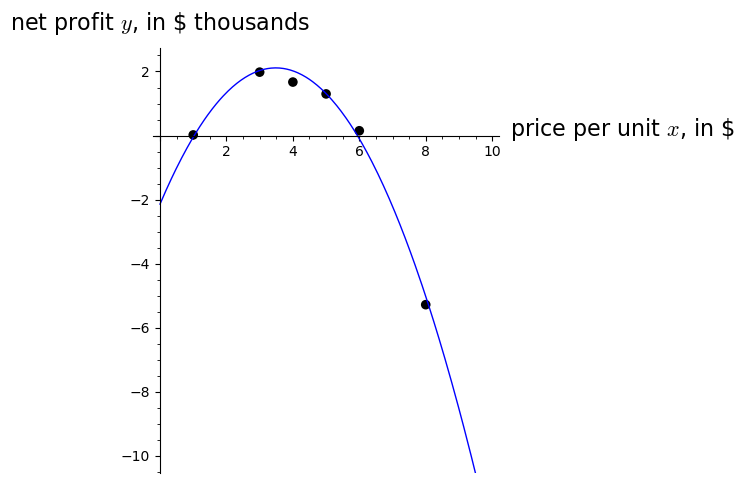 net profit y, in $ thousands
2
price per unit x, in $
2 4 6 8 10
−2
−4
−6
−8
−10